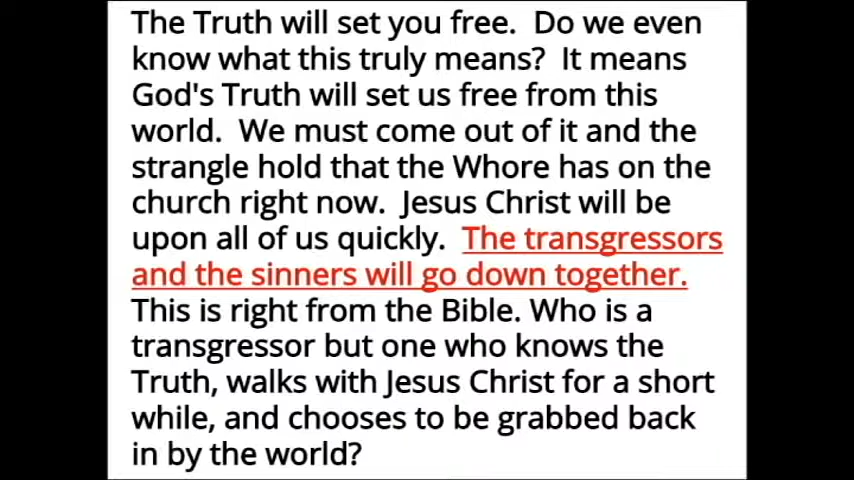 The Truth will set you free.  Do we even
know what this truly means?  It means
God's Truth will set us free from this
world.  We must come out of it and the
strangle hold that the Whore has on the
church right now.  Jesus Christ will be
upon all of us quickly.  The transgressors
and the sinners will go down together.
This is right from the Bible. Who is a
transgressor but one who knows the
Truth, walks with Jesus Christ for a short
while, and chooses to be grabbed back
in by the world?